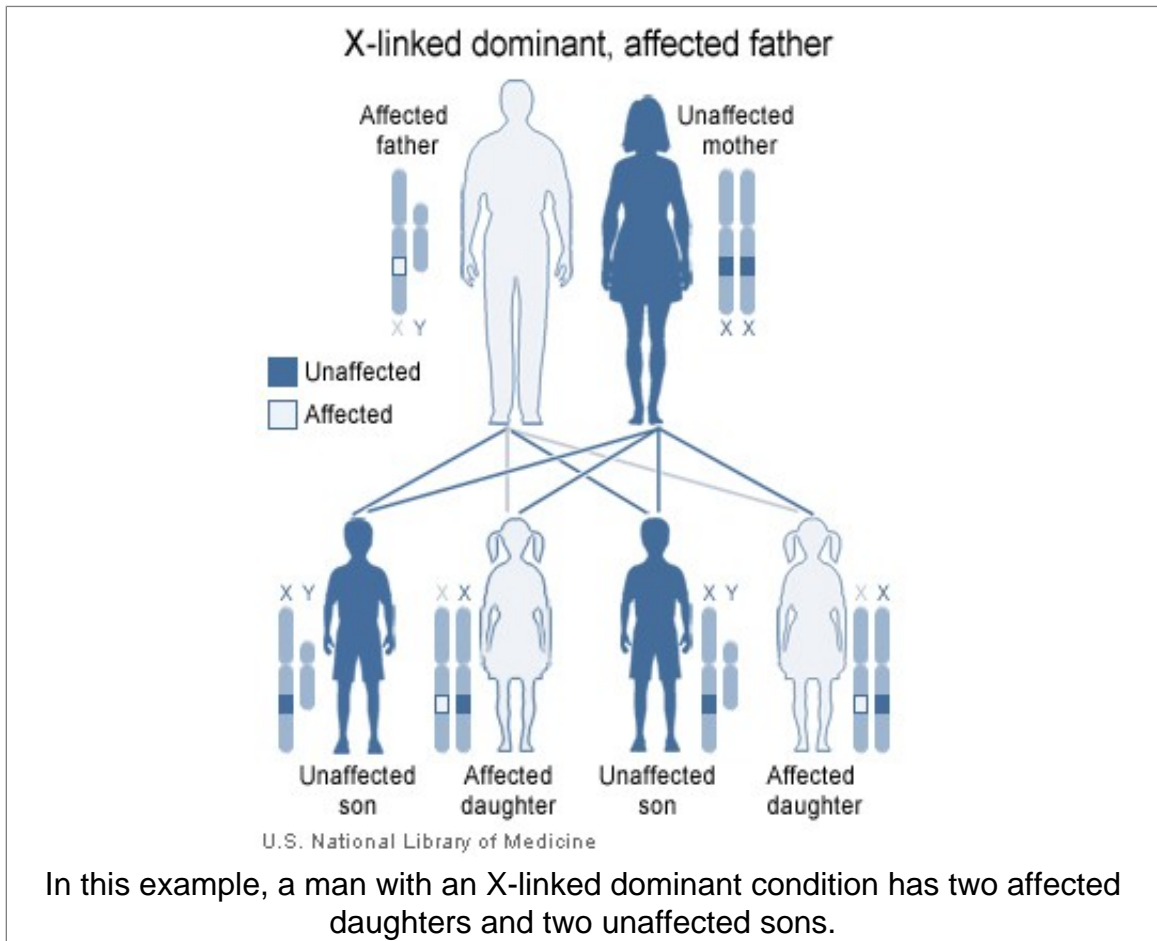 X-linked dominant, affected father
Affected
father
Unaffected
mother
X Y
X X
Unaffected
Affected
X Y
X X
X Y
X X
Unaffected
son
Affected
daughter
Unaffected
son
Affected
daughter
U.S. National Library of Medicine
In this example, a man with an X-linked dominant condition has two affected
daughters and two unaffected sons.